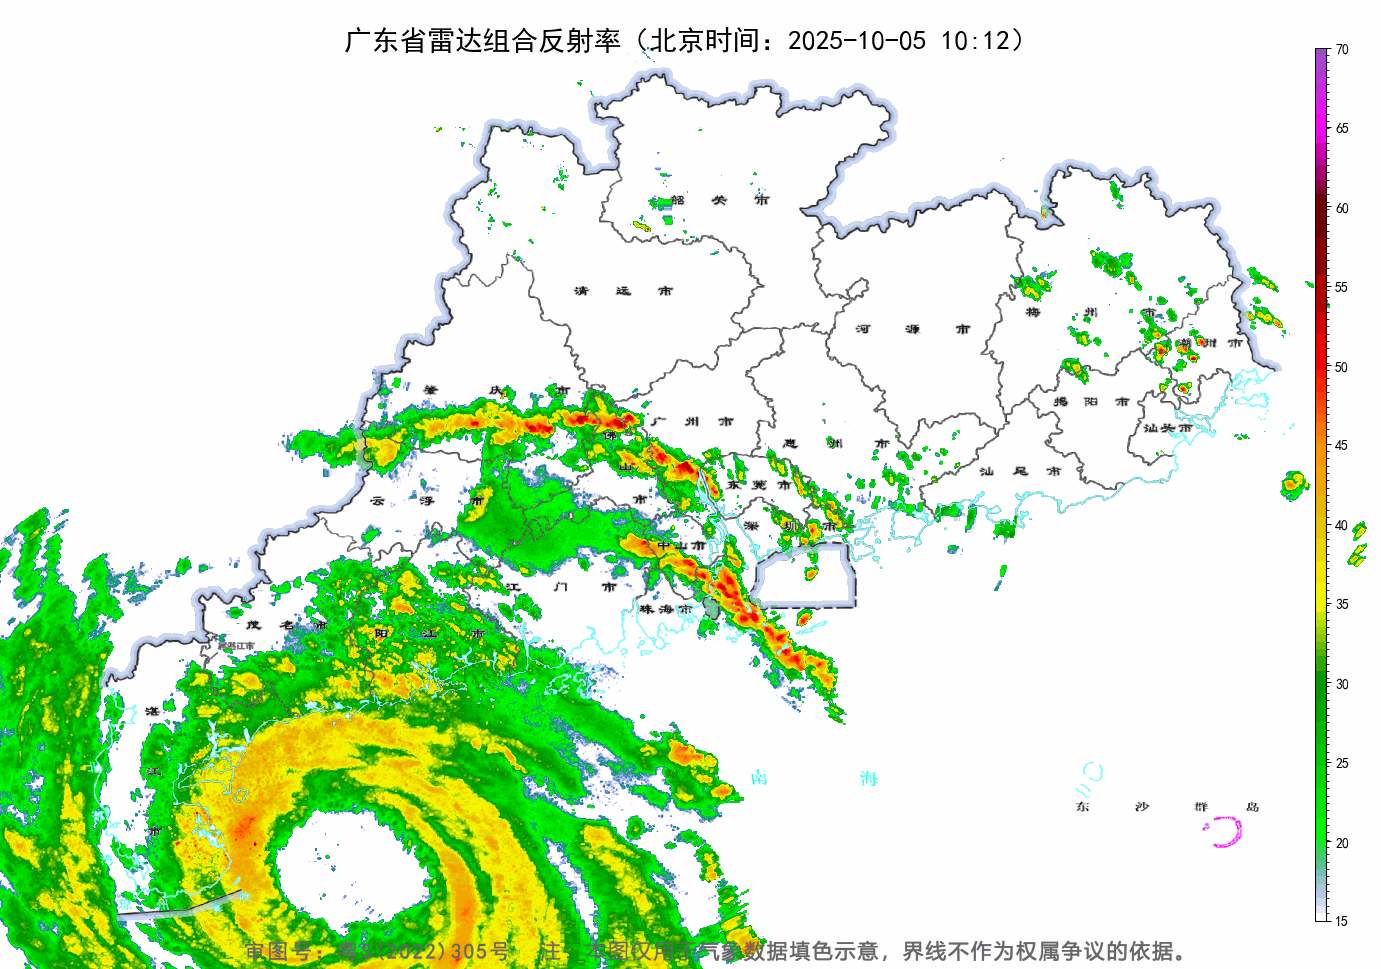 广东省雷达组合反射率（北京时间：2025-10-05 10:12）
70
65
60
55
50
45
40
35
30
25
20
15
韶关市
清远市
河源市
梅州市
潮州市
肇庆市
广州市
惠州市
揭阳市
汕头市
佛山市
东莞市
汕尾市
云浮市
深圳市
中山市
江门市
珠海市
茂名市
阳江市
湛江市
南海
东沙群岛
审图号：粤S(2022)305号 注：本图仅用于气象数据填色示意，界线不作为权属争议的依据。